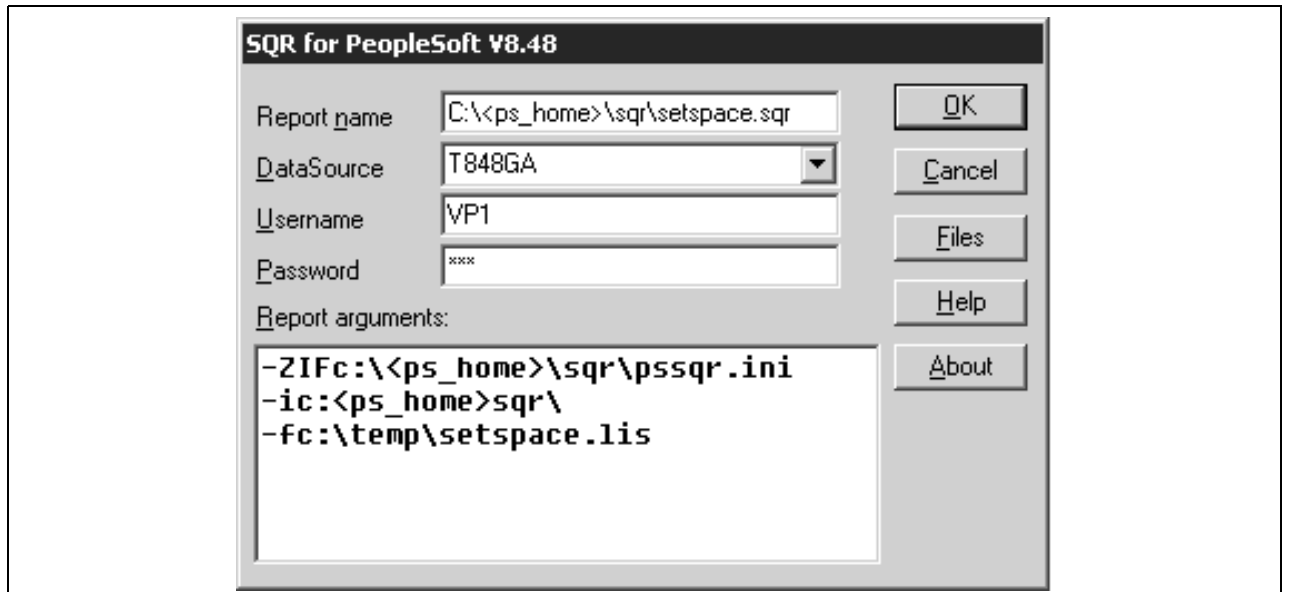 SQR for PeopleSoft V8.48
Report name C:\<ps_home>\sqr\setspace.sqr OK
DataSource T848GA Cancel
Username VP1 Files
Password ***
Report arguments: Help
-ZIFc:\<ps_home>\sqr\pssqr.ini About
-ic:<ps_home>sqr\
-fc:\temp\setspace.lis